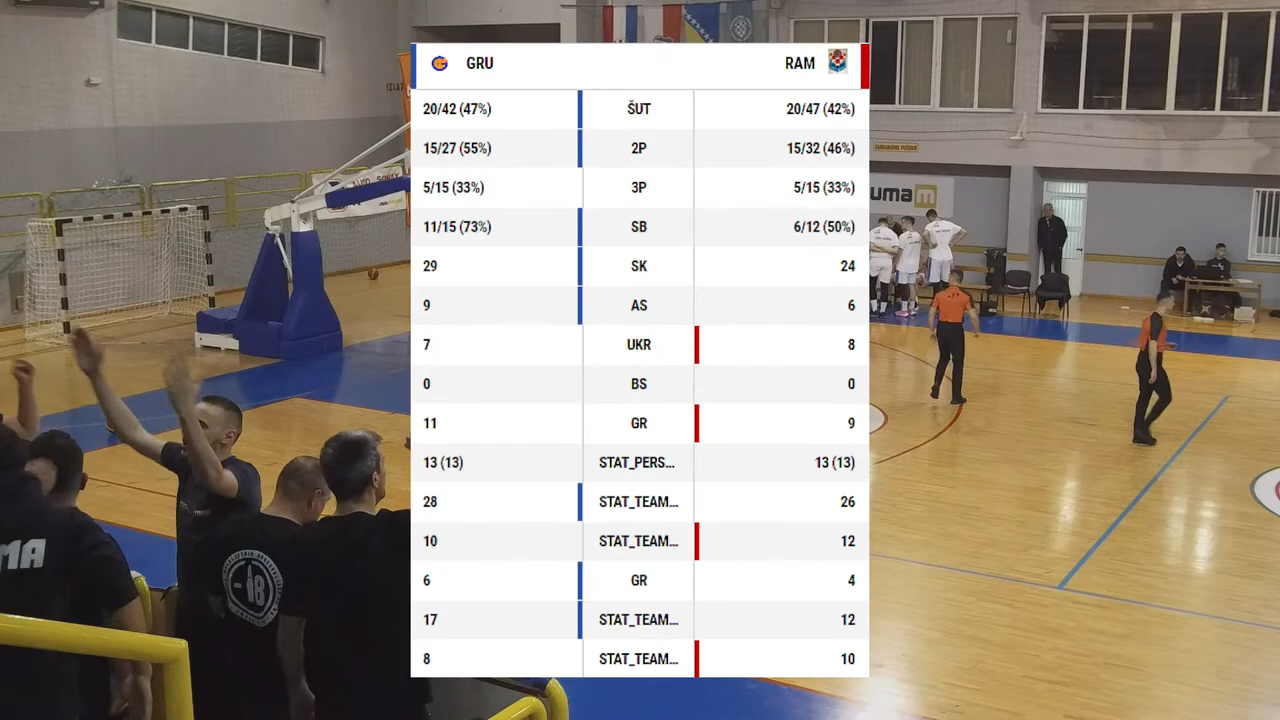 GRU RAM
20/42 (47%) ŠUT 20/47 (42%)
15/27 (55%) 2P 15/32 (46%)
5/15 (33%) 3P 5/15 (33%)
11/15 (73%) SB 6/12 (50%)
29 SK 24
9 AS 6
7 UKR 8
0 BS 0
11 GR 9
13 (13) STAT_PERS... 13 (13)
28 STAT_TEAM... 26
10 STAT_TEAM... 12
6 GR 4
17 STAT_TEAM... 12
8 STAT_TEAM... 10
uma m
MA
-18